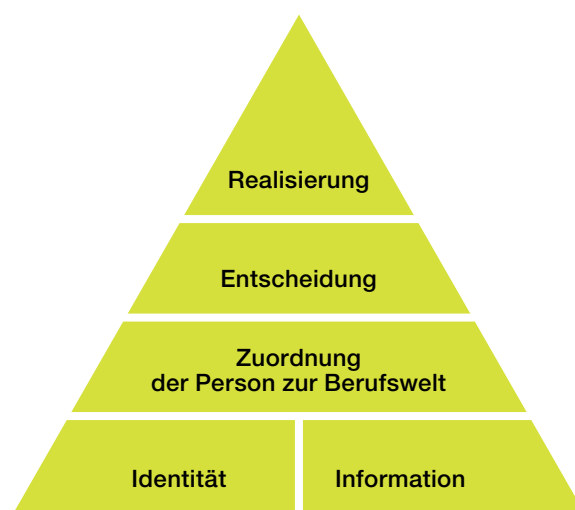 Realisierung
Entscheidung
Zuordnung
der Person zur Berufswelt
Identität
Information